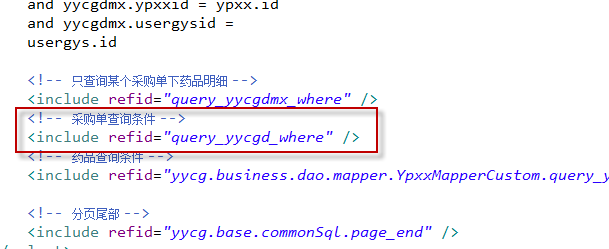 and yycgdmx.ypxxid = ypxx.id
and yycgdmx.usergysid =
usergys.id
<!-- 只查询某个采购单下药品明细 -->
<include refid="query_yycgdmx_where" />
<!-- 采购单查询条件 -->
<include refid="query_yycgd_where" />
<!-- 药品查询条件 -->
<include refid="yycg.business.dao.mapper.YpxxMapperCustom.query_y
<!-- 分页尾部 -->
<include refid="yycg.base.commonSql.page_end" />